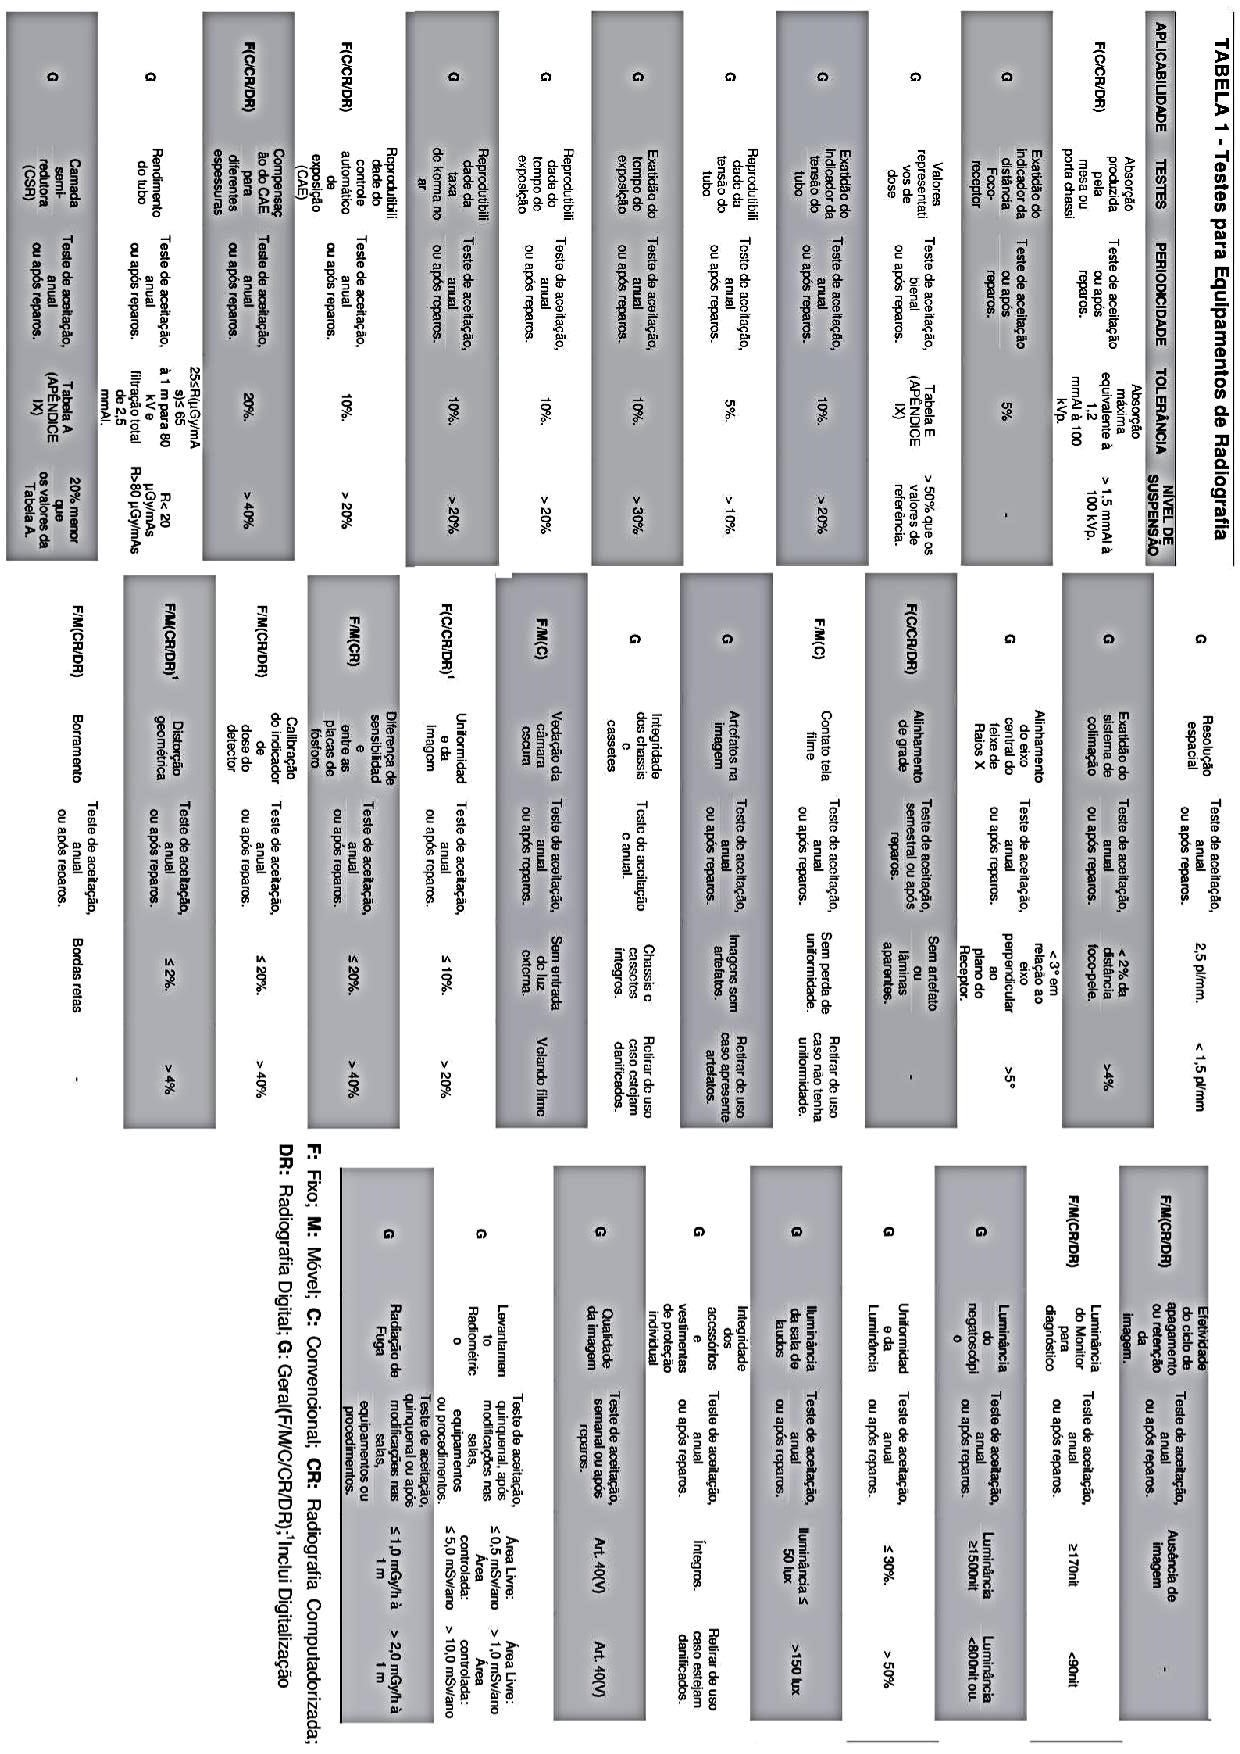 TABELA 1 - Testes para Equipamentos de Radiografia
APLICABILIDADE TESTES PERIODICIDADE TOLERÂNCIA NÍVEL DE
SUSPENSÃO
F(C/CR/DR)
Absorção
produzida
pela
mesa ou
porta chassi
Teste de aceitação
ou após
reparos.
Absorção
máxima
equivalente à
1.2
mmAl à 100
kVp.
> 1.5 mmAl à
100 kVp.
G
Exatidão do
indicador da
distância
Foco-
receptor
Teste de aceitação
ou após
reparos.
5%
-
G
Valores
representati
vos de
dose
Teste de aceitação,
bienal
ou após reparos.
Tabela E
(APÊNDICE
IX)
> 50% que os
valores de
referência.
G
Exatidão do
Indicador da
tensão do
tubo
Teste de aceitação,
anual
ou após reparos.
10%.
> 20%
G
Reprodutibili
dade da
tensão do
tubo
Teste de aceitação,
anual
ou após reparos.
5%.
> 10%
G
Exatidão do
tempo de
exposição
Teste de aceitação,
anual
ou após reparos.
10%.
> 30%
G
Reprodutibili
dade do
tempo de
exposição
Teste de aceitação,
anual
ou após reparos.
10%.
> 20%
G
Reprodutibili
dade da
taxa
de kerma no
ar
Teste de aceitação,
anual
ou após reparos.
10%.
> 20%
F(C/CR/DR)
Reprodutibili
dade do
controle
automático
de
exposição
(CAE)
Teste de aceitação,
anual
ou após reparos.
10%.
> 20%
F(C/CR/DR)
Compensaç
ão do CAE
para
diferentes
espessuras
Teste de aceitação,
anual
ou após reparos.
20%.
> 40%
G
Rendimento
do tubo
Teste de aceitação,
anual
ou após reparos.
25≤R(µGy/mA
s)≤ 65
à 1 m para 80
kV e
filtração total
de 2,5
mmAl.
R< 20
µGy/mAs
R>80 µGy/mAs
G
Camada
semi-
redutora
(CSR)
Teste de aceitação,
anual
ou após reparos.
Tabela A
(APÊNDICE
IX)
20% menor
que
os valores da
Tabela A.
G
Resolução
espacial
Teste de aceitação,
anual
ou após reparos.
2,5 pl/mm.
< 1,5 pl/mm
G
Exatidão do
sistema de
colimação
Teste de aceitação,
anual
ou após reparos.
< 2% da
distância
foco-pele.
>4%
G
Alinhamento
do eixo
central do
feixe de
Raios X
Teste de aceitação,
anual
ou após reparos.
< 3° em
relação ao
eixo
perpendicular
ao
plano do
Receptor.
>5°
F(C/CR/DR)
Alinhamento
de grade
Teste de aceitação,
semestral ou após
reparos.
Sem artefato
ou
lâminas
aparentes.
-
F/M(C)
Contato tela
filme
Teste de aceitação,
anual
ou após reparos.
Sem perda de
uniformidade.
Retirar de uso
caso não tenha
uniformidade.
G
Artefatos na
imagem
Teste de aceitação,
anual
ou após reparos.
Imagens sem
artefatos.
Retirar de uso
caso apresente
artefatos.
G
Integridade
dos chassis
e
cassetes
Teste de aceitação
e anual.
Chassis e
cassetes
íntegros.
Retirar de uso
caso estejam
danificados.
F/M(C)
Vedação da
câmara
escura
Teste de aceitação,
anual
ou após reparos.
Sem entrada
de luz
externa.
Velando filme
F(C/CR/DR)¹
Uniformidad
e da
Imagem
Teste de aceitação,
anual
ou após reparos.
≤ 10%.
> 20%
F/M(CR)
Diferença de
sensibilidad
e
entre as
placas de
fósforo
Teste de aceitação,
anual
ou após reparos.
≤ 20%.
> 40%
F/M(CR/DR)
Calibração
do indicador
de
dose do
detector
Teste de aceitação,
anual
ou após reparos.
≤ 20%.
> 40%
F/M(CR/DR)¹
Distorção
geométrica
Teste de aceitação,
anual
ou após reparos.
≤ 2%.
> 4%
F/M(CR/DR)
Borramento
Teste de aceitação,
anual
ou após reparos.
Bordas retas
-
F/M(CR/DR)
Efetividade
do ciclo de
apagamento
ou retenção
da
imagem.
Teste de aceitação,
anual
ou após reparos.
Ausência de
imagem
-
F/M(CR/DR)
Luminância
do Monitor
para
diagnóstico
Teste de aceitação,
anual
ou após reparos.
≥170nit
<90nit
G
Luminância
do
negatoscópi
o
Teste de aceitação,
anual
ou após reparos.
Luminância
≥1500nit
Luminância
<800nit ou.
G
Uniformidad
e da
Luminância
Teste de aceitação,
anual
ou após reparos.
≤ 30%.
> 50%
G
Iluminância
da sala de
laudos
Teste de aceitação,
anual
ou após reparos.
Iluminância ≤
50 lux
>150 lux
G
Integridade
dos
acessórios
e
vestimentas
de proteção
individual
Teste de aceitação,
anual
ou após reparos.
Íntegros.
Retirar de uso
caso estejam
danificados.
G
Qualidade
da imagem
Teste de aceitação,
semanal ou após
reparos.
Art. 40(V)
Art. 40(V)
G
Levantamen
to
Radiométric
o
Teste de aceitação,
quinquenal, após
modificações nas
salas,
equipamentos
ou procedimentos.
Área Livre:
≤ 0,5 mSv/ano
Área
controlada:
≤ 5,0 mSv/ano
Área Livre:
> 1,0 mSv/ano
Área
controlada:
> 10,0 mSv/ano
G
Radiação de
Fuga
Teste de aceitação,
quinquenal ou após
modificações nas
salas,
equipamentos ou
procedimentos.
≤ 1,0 mGy/h à
1 m
> 2,0 mGy/h à
1 m
F: Fixo; M: Móvel; C: Convencional; CR: Radiografia Computadorizada;
DR: Radiografia Digital; G: Geral(F/M/C/CR/DR);¹Inclui Digitalização